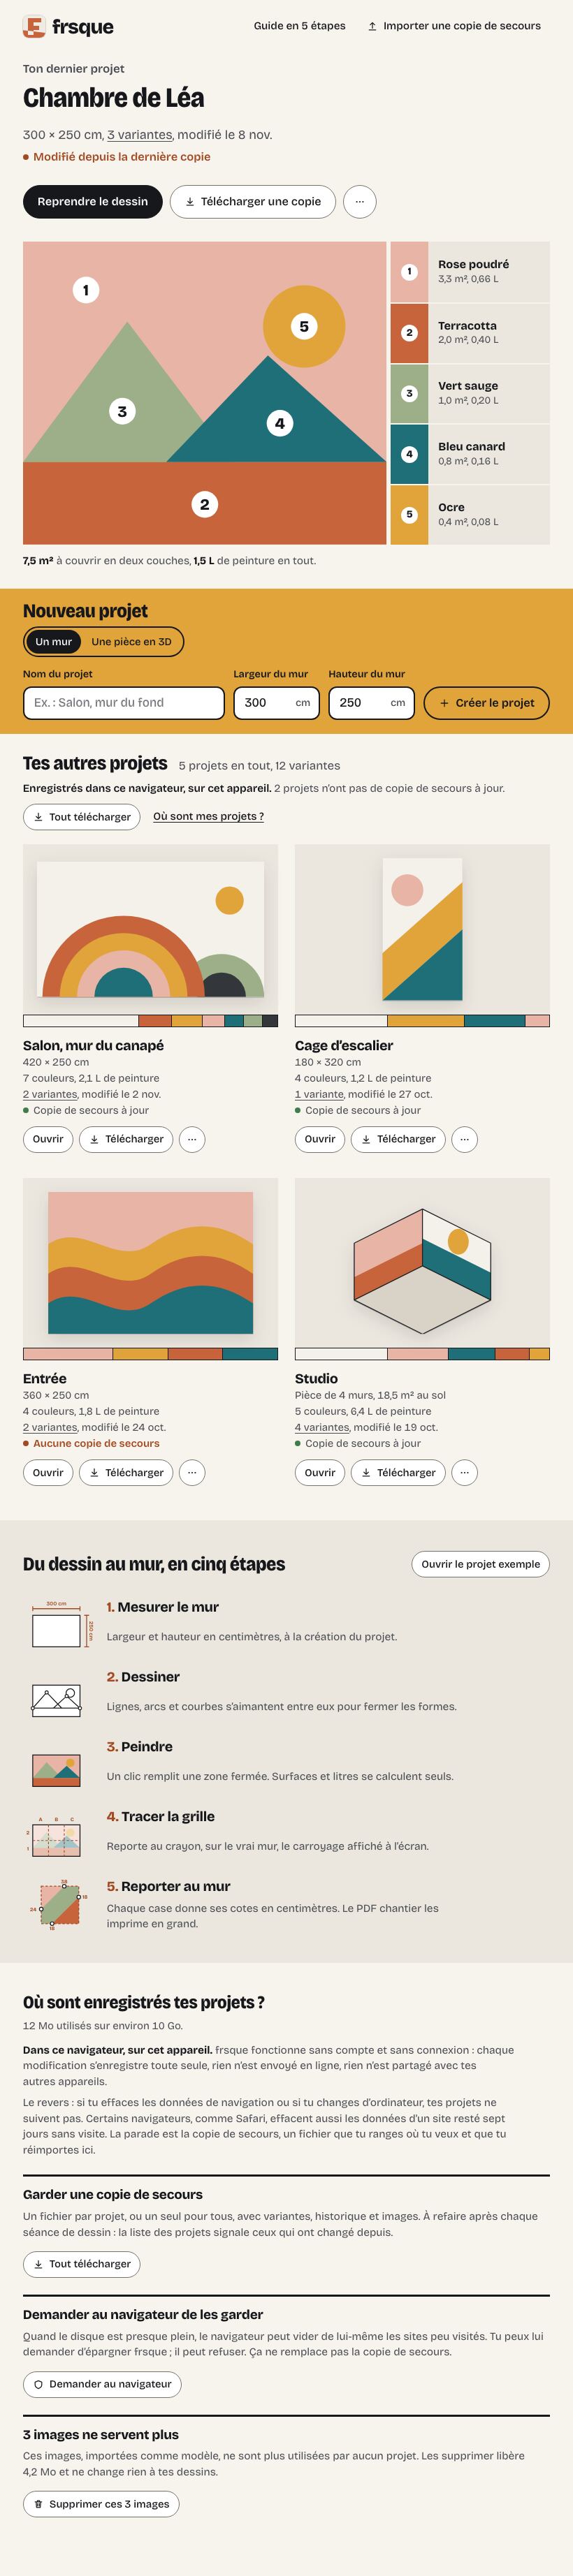 frsque
Guide en 5 étapes
Importer une copie de secours
Ton dernier projet
Chambre de Léa
300 × 250 cm, 3 variantes, modifié le 8 nov.
Modifié depuis la dernière copie
Reprendre le dessin
Télécharger une copie
···
1
5
3
4
2
1
Rose poudré
3,3 m², 0,66 L
2
Terracotta
2,0 m², 0,40 L
3
Vert sauge
1,0 m², 0,20 L
4
Bleu canard
0,8 m², 0,16 L
5
Ocre
0,4 m², 0,08 L
7,5 m² à couvrir en deux couches, 1,5 L de peinture en tout.
Nouveau projet
Un mur
Une pièce en 3D
Nom du projet
Largeur du mur
Hauteur du mur
Ex. : Salon, mur du fond
300 cm
250 cm
+ Créer le projet
Tes autres projets
5 projets en tout, 12 variantes
Enregistrés dans ce navigateur, sur cet appareil. 2 projets n'ont pas de copie de secours à jour.
Tout télécharger
Où sont mes projets ?
Salon, mur du canapé
420 × 250 cm
7 couleurs, 2,1 L de peinture
2 variantes, modifié le 2 nov.
Copie de secours à jour
Ouvrir
Télécharger
···
Cage d'escalier
180 × 320 cm
4 couleurs, 1,2 L de peinture
1 variante, modifié le 27 oct.
Copie de secours à jour
Ouvrir
Télécharger
···
Entrée
360 × 250 cm
4 couleurs, 1,8 L de peinture
2 variantes, modifié le 24 oct.
Aucune copie de secours
Ouvrir
Télécharger
···
Studio
Pièce de 4 murs, 18,5 m² au sol
5 couleurs, 6,4 L de peinture
4 variantes, modifié le 19 oct.
Copie de secours à jour
Ouvrir
Télécharger
···
Du dessin au mur, en cinq étapes
Ouvrir le projet exemple
300 cm
250 cm
1. Mesurer le mur
Largeur et hauteur en centimètres, à la création du projet.
2. Dessiner
Lignes, arcs et courbes s'aimantent entre eux pour fermer les formes.
3. Peindre
Un clic remplit une zone fermée. Surfaces et litres se calculent seuls.
A B C
2
1
4. Tracer la grille
Reporte au crayon, sur le vrai mur, le carroyage affiché à l'écran.
24
18
5. Reporter au mur
Chaque case donne ses cotes en centimètres. Le PDF chantier les
imprime en grand.
Où sont enregistrés tes projets ?
12 Mo utilisés sur environ 10 Go.
Dans ce navigateur, sur cet appareil. frsque fonctionne sans compte et sans connexion : chaque
modification s'enregistre toute seule, rien n'est envoyé en ligne, rien n'est partagé avec tes
autres appareils.
Le revers : si tu effaces les données de navigation ou si tu changes d'ordinateur, tes projets ne
suivent pas. Certains navigateurs, comme Safari, effacent aussi les données d'un site resté sept
jours sans visite. La parade est la copie de secours, un fichier que tu ranges où tu veux et que tu
réimportes ici.
Garder une copie de secours
Un fichier par projet, ou un seul pour tous, avec variantes, historique et images. À refaire après chaque
séance de dessin : la liste des projets signale ceux qui ont changé depuis.
Tout télécharger
Demander au navigateur de les garder
Quand le disque est presque plein, le navigateur peut vider de lui-même les sites peu visités. Tu peux lui
demander d'épargner frsque ; il peut refuser. Ça ne remplace pas la copie de secours.
Demander au navigateur
3 images ne servent plus
Ces images, importées comme modèle, ne sont plus utilisées par aucun projet. Les supprimer libère
4,2 Mo et ne change rien à tes dessins.
Supprimer ces 3 images